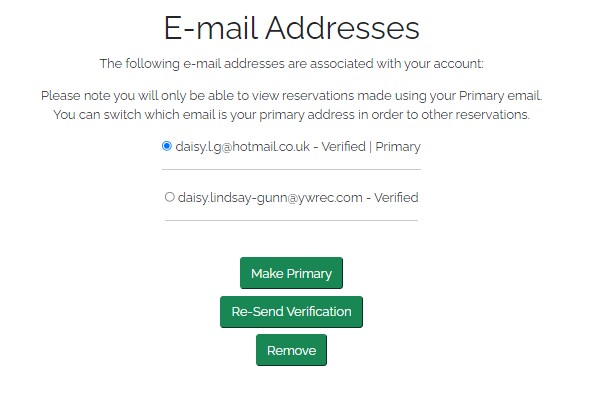 E-mail Addresses
The following e-mail addresses are associated with your account:
Please note you will only be able to view reservations made using your Primary email.
You can switch which email is your primary address in order to other reservations.
daisy.l.g@hotmail.co.uk - Verified | Primary
daisy.lindsay-gunn@ywrec.com - Verified
Make Primary
Re-Send Verification
Remove